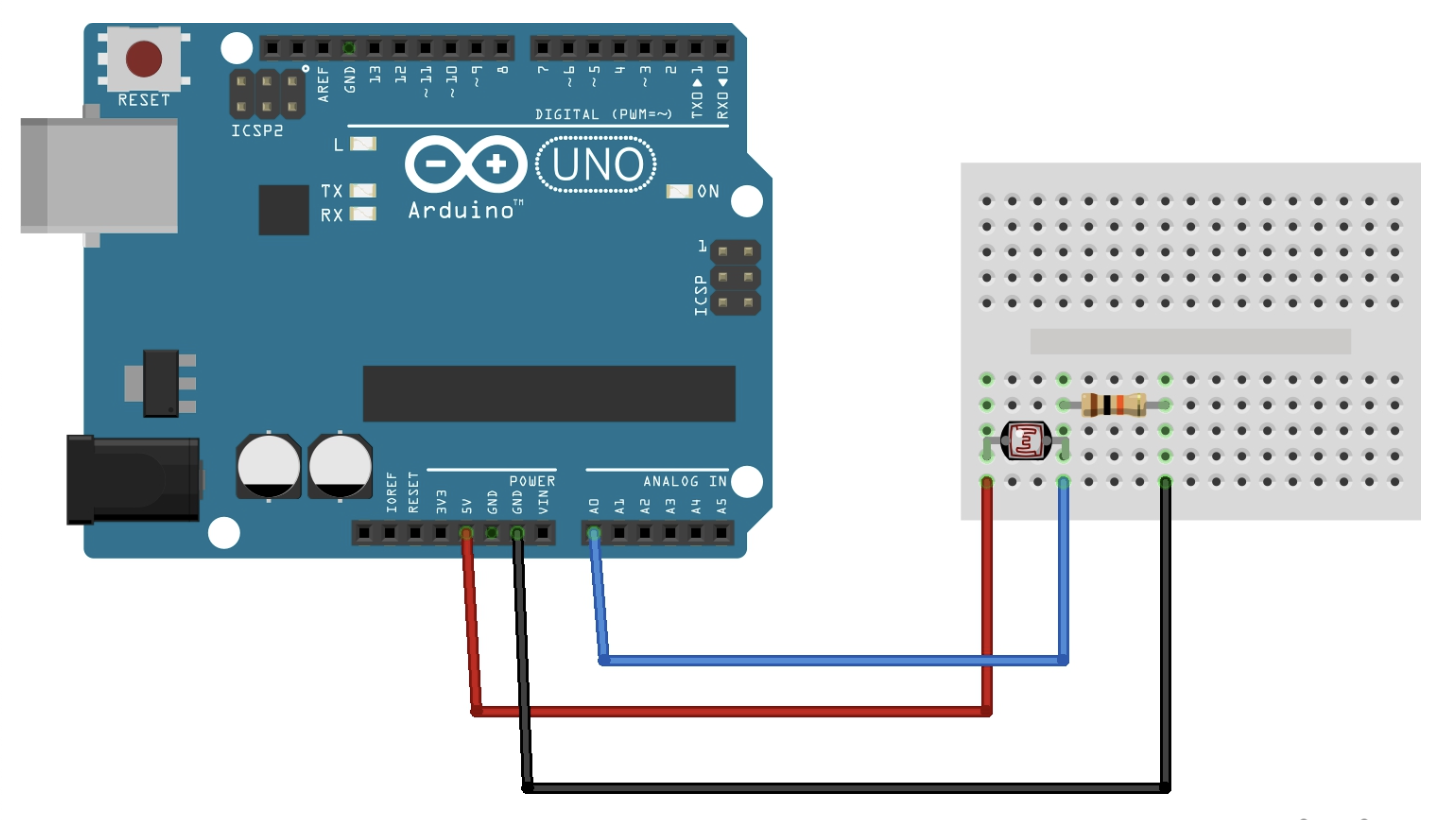 RESET
ICSP2
AREF
GND
13
12
~11
~10
~9
8
7
~6
~5
4
~3
2
TX0 ▶ 1
RX0 ◀ 0
DIGITAL (PWM=~)
L
TX
RX
UNO
Arduino™
ON
1
ICSP
POWER
ANALOG IN
IOREF
RESET
3V3
5V
GND
GND
VIN
A0
A1
A2
A3
A4
A5